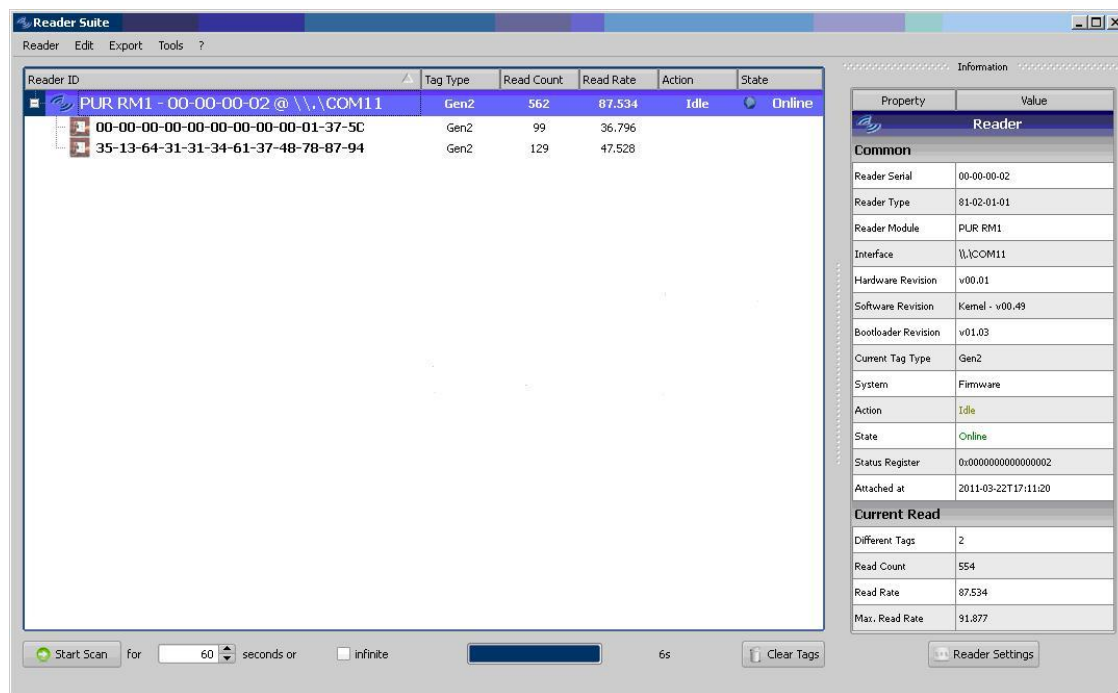 Reader Suite
Reader Edit Export Tools ?
Reader ID Tag Type Read Count Read Rate Action State
PUR RM1 - 00-00-00-02 @ \\.\COM11 Gen2 562 87.534 Idle Online
00-00-00-00-00-00-00-00-00-01-37-5C Gen2 99 36.796
35-13-64-31-31-34-61-37-48-78-87-94 Gen2 129 47.528
Start Scan for 60 seconds or infinite 6s Clear Tags
Information
Property Value
Reader
Common
Reader Serial 00-00-00-02
Reader Type 81-02-01-01
Reader Module PUR RM1
Interface \\.\COM11
Hardware Revision v00.01
Software Revision Kernel - v00.49
Bootloader Revision v01.03
Current Tag Type Gen2
System Firmware
Action Idle
State Online
Status Register 0x0000000000000002
Attached at 2011-03-22T17:11:20
Current Read
Different Tags 2
Read Count 554
Read Rate 87.534
Max. Read Rate 91.877
Reader Settings